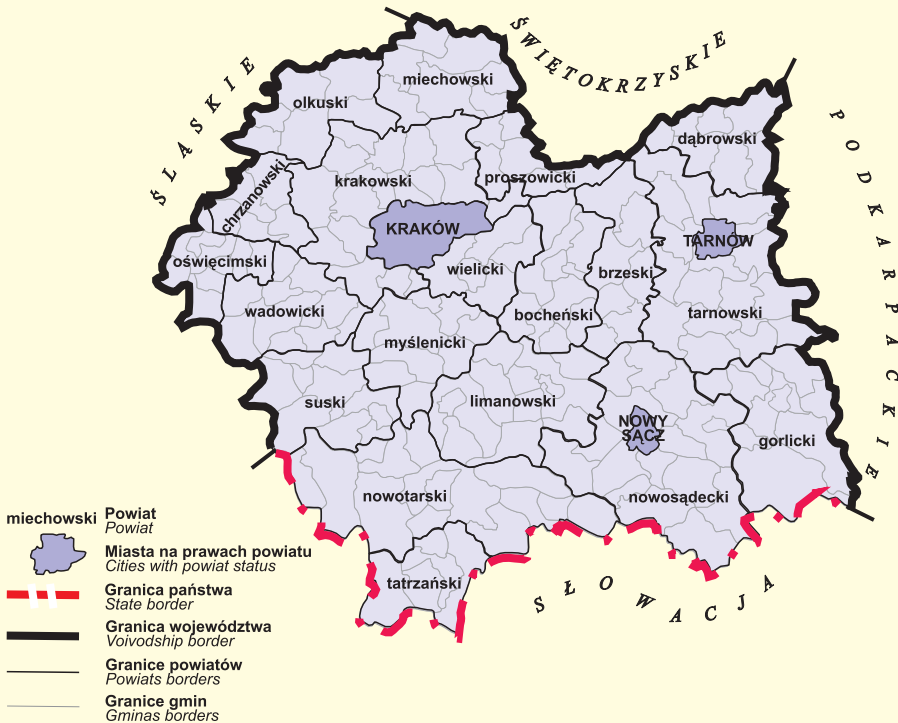 ŚLĄSKIE
ŚWIĘTOKRZYSKIE
PODKARPACKIE
SŁOWACJA
miechowski
olkuski
dąbrowski
chrzanowski
krakowski
proszowicki
KRAKÓW
TARNÓW
oświęcimski
wielicki
brzeski
wadowicki
bocheński
tarnowski
myślenicki
suski
limanowski
NOWY
SĄCZ
gorlicki
nowotarski
nowosądecki
tatrzański
miechowski Powiat
Powiat
Miasta na prawach powiatu
Cities with powiat status
Granica państwa
State border
Granica województwa
Voivodship border
Granice powiatów
Powiats borders
Granice gmin
Gminas borders